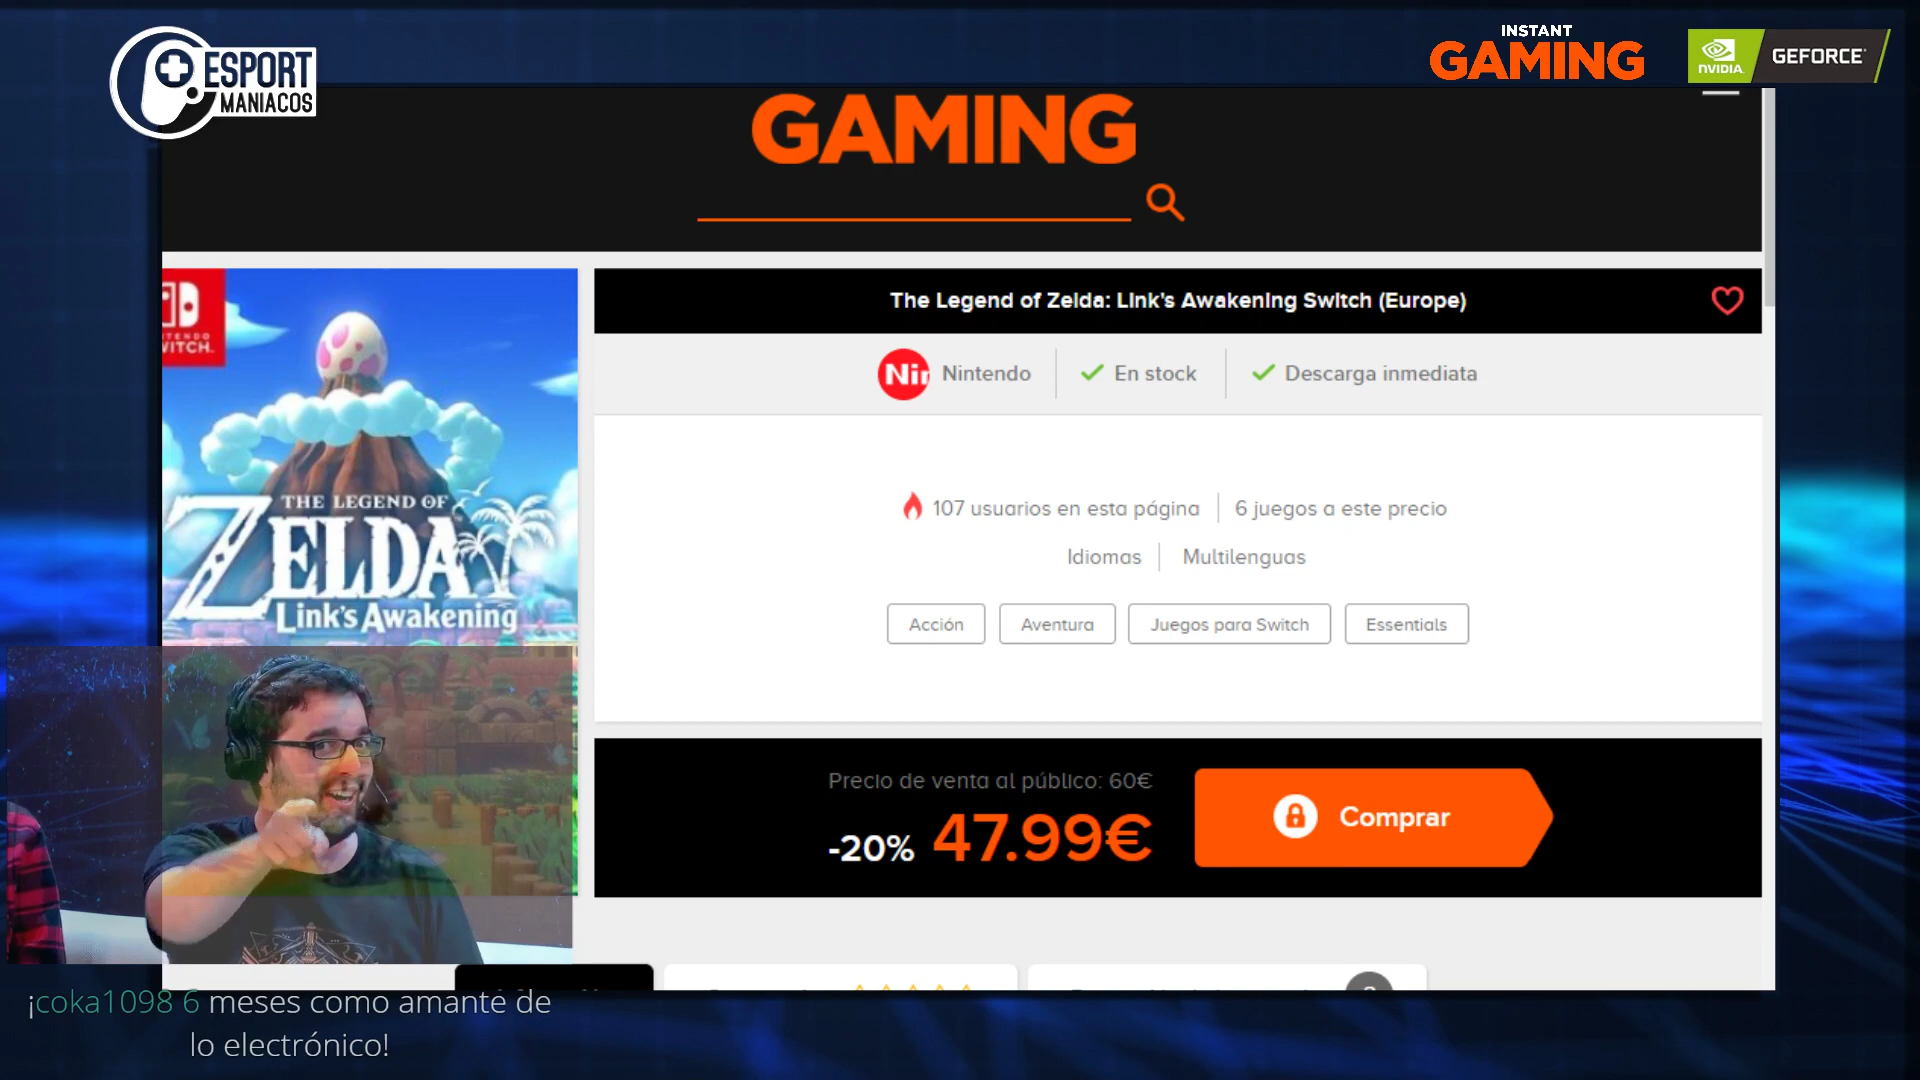 ESPORT
MANIACOS
INSTANT
GAMING
NVIDIA.
GEFORCE
GAMING
The Legend of Zelda: Link's Awakening Switch (Europe)
Nin Nintendo
En stock
Descarga inmediata
107 usuarios en esta página
6 juegos a este precio
Idiomas
Multilenguas
Acción
Aventura
Juegos para Switch
Essentials
TENDO
ITCH.
THE LEGEND OF
ZELDA
Link's Awakening
Precio de venta al público: 60€
-20% 47.99€
Comprar
¡coka1098 6 meses como amante de
lo electrónico!